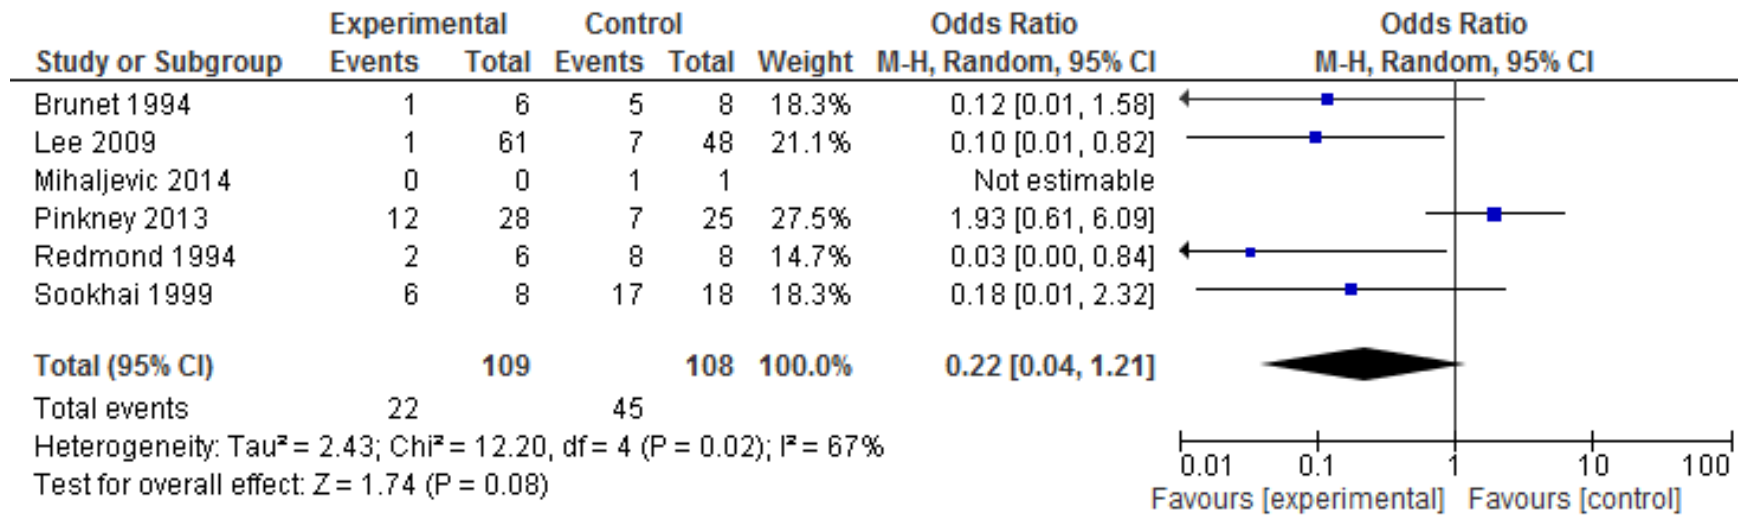 Experimental Control Odds Ratio Odds Ratio
Study or Subgroup Events Total Events Total Weight M-H, Random, 95% CI M-H, Random, 95% CI
Brunet 1994 1 6 5 8 18.3% 0.12 [0.01, 1.58]
Lee 2009 1 61 7 48 21.1% 0.10 [0.01, 0.82]
Mihaljevic 2014 0 0 1 1 Not estimable
Pinkney 2013 12 28 7 25 27.5% 1.93 [0.61, 6.09]
Redmond 1994 2 6 8 8 14.7% 0.03 [0.00, 0.84]
Sookhai 1999 6 8 17 18 18.3% 0.18 [0.01, 2.32]
Total (95% CI) 109 108 100.0% 0.22 [0.04, 1.21]
Total events 22 45
Heterogeneity: Tau² = 2.43; Chi² = 12.20, df = 4 (P = 0.02); I² = 67%
Test for overall effect: Z = 1.74 (P = 0.08)
0.01 0.1 1 10 100
Favours [experimental] Favours [control]